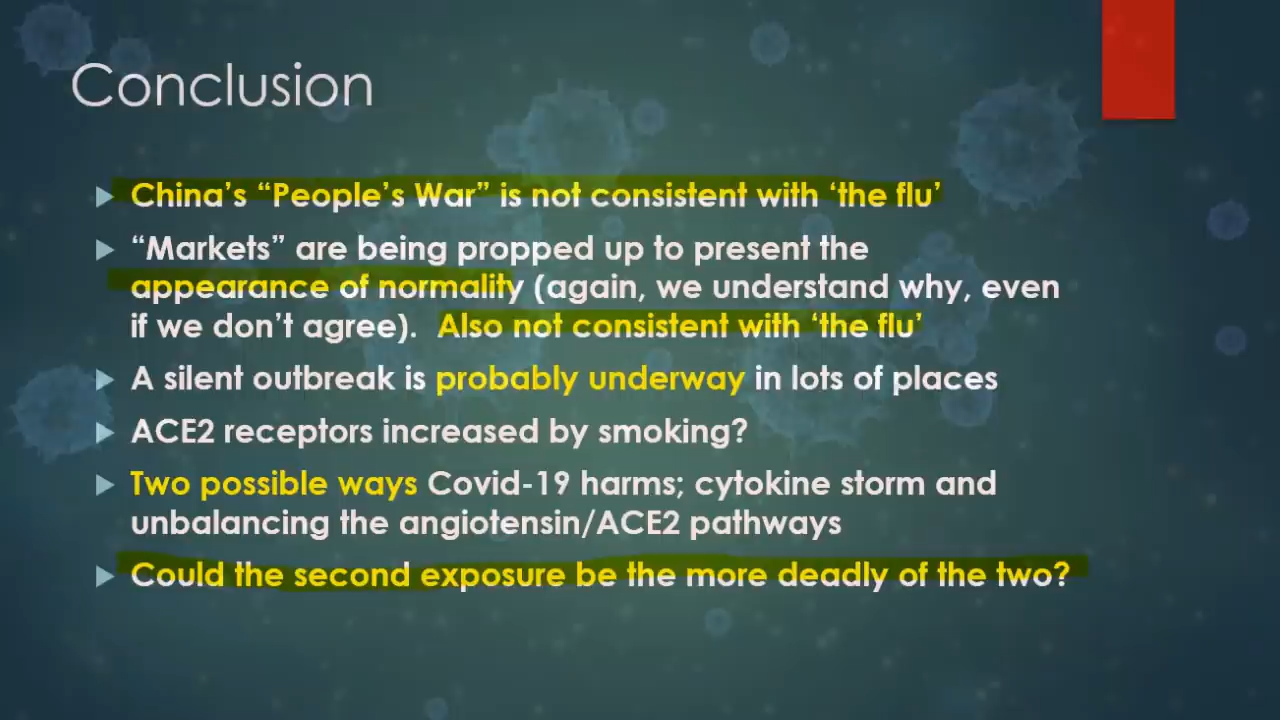 Conclusion
China's “People's War” is not consistent with ‘the flu’
“Markets” are being propped up to present the
appearance of normality (again, we understand why, even
if we don't agree). Also not consistent with ‘the flu’
A silent outbreak is probably underway in lots of places
ACE2 receptors increased by smoking?
Two possible ways Covid-19 harms; cytokine storm and
unbalancing the angiotensin/ACE2 pathways
Could the second exposure be the more deadly of the two?